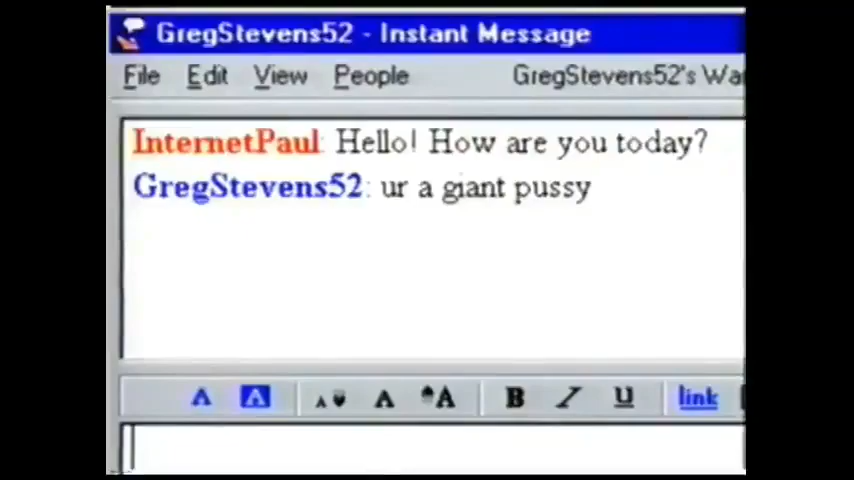 GregStevens52 - Instant Message
File Edit View People GregStevens52's Wa
InternetPaul: Hello! How are you today?
GregStevens52: ur a giant pussy
A A A A A B I U link